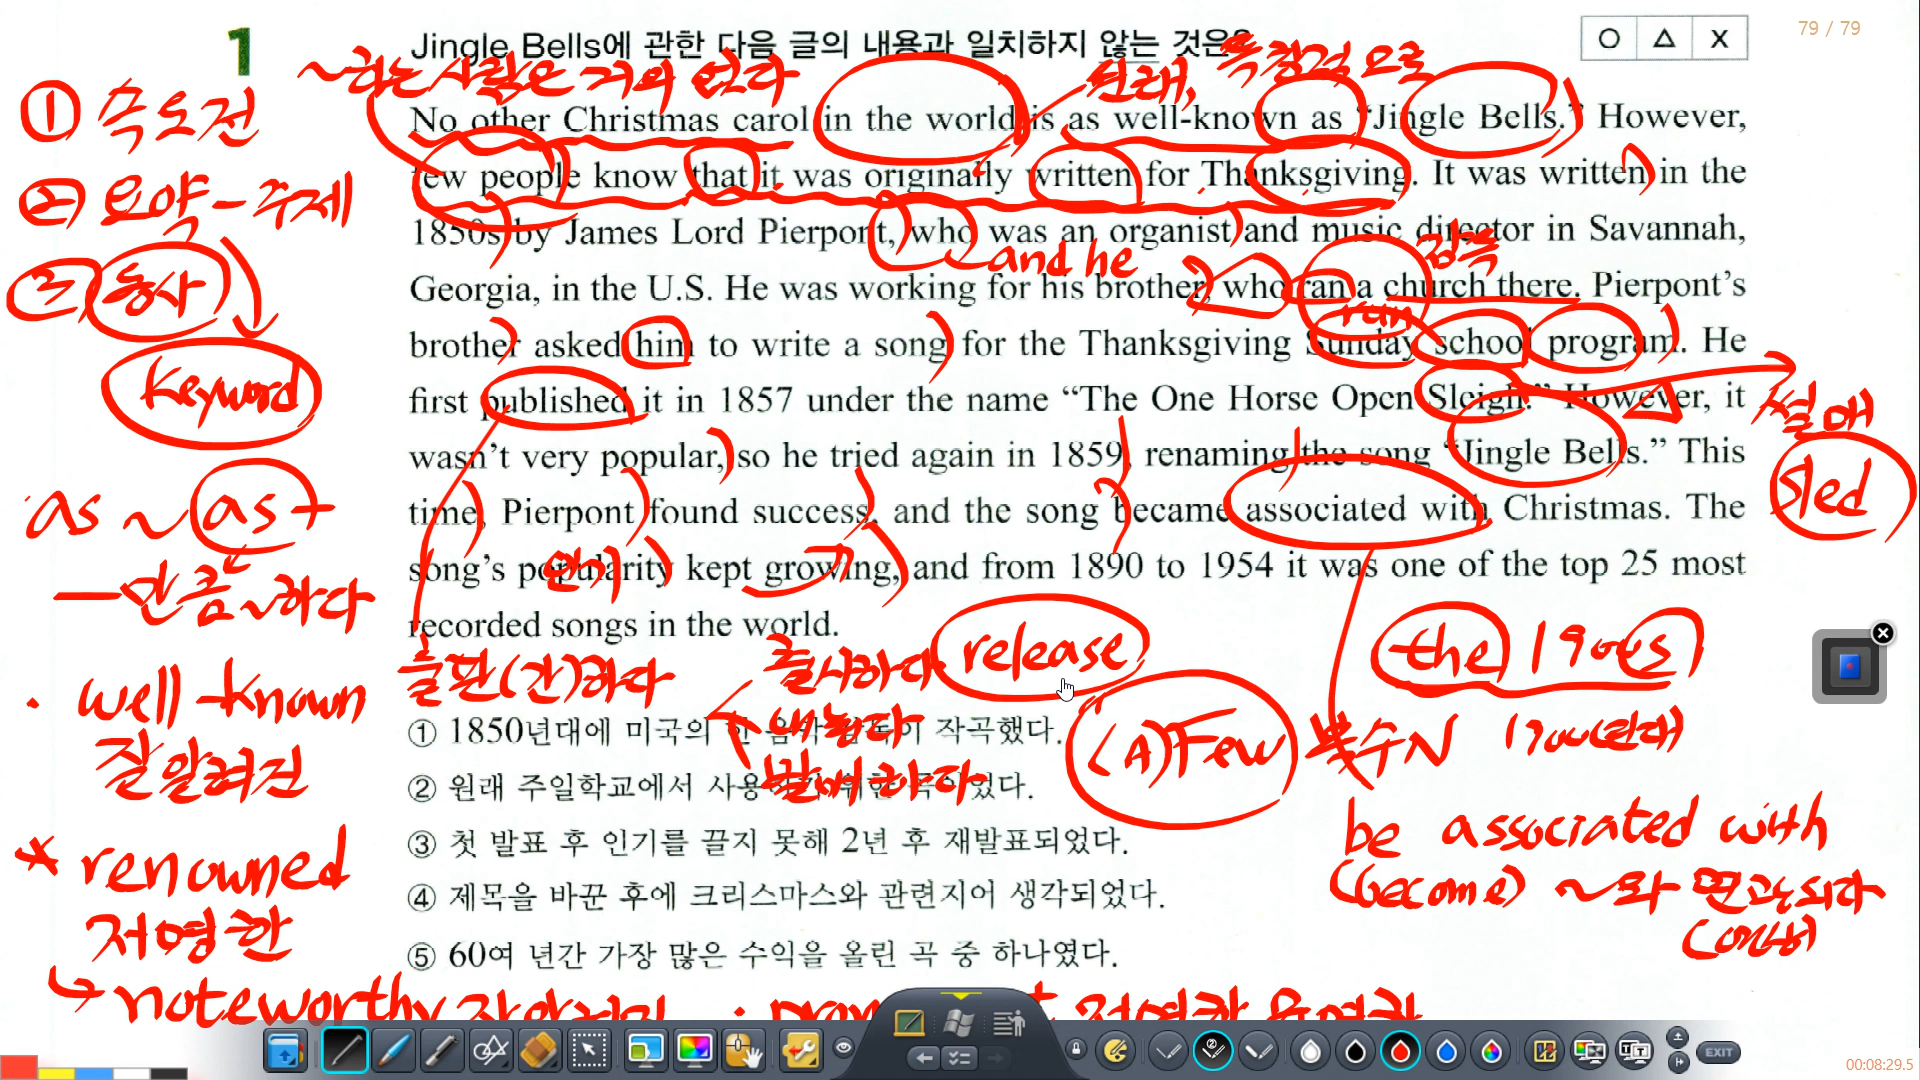 1 Jingle Bells에 관한 다음 글의 내용과 일치하지 않는 것은?
O △ X
79 / 79
~하는 사람은 거의 없다
원래, 독창적으로
① 속도전
② 요약-주제
③ 동사
Keyword
No other Christmas carol in the world is as well-known as “Jingle Bells.” However,
few people know that it was originally written for Thanksgiving. It was written in the
1850s by James Lord Pierpont, who was an organist and music director in Savannah,
and he
Georgia, in the U.S. He was working for his brother, who ran a church there. Pierpont’s
run
brother asked him to write a song for the Thanksgiving Sunday school program. He
first published it in 1857 under the name “The One Horse Open Sleigh.” However, it
썰매
sled
wasn’t very popular, so he tried again in 1859, renaming the song “Jingle Bells.” This
time, Pierpont found success, and the song became associated with Christmas. The
인기
song’s popularity kept growing, and from 1890 to 1954 it was one of the top 25 most
recorded songs in the world.
as ~ as +
만큼 ~하다
출판(간)하다
출시하다
release
내놓다
발매하다
the 1900s
1900년대
(A) Few 복수N
· well-known
잘 알려진
* renowned
저명한
noteworthy
① 1850년대에 미국의 한 음악 감독이 작곡했다.
② 원래 주일학교에서 사용하기 위한 곡이었다.
③ 첫 발표 후 인기를 끌지 못해 2년 후 재발표되었다.
④ 제목을 바꾼 후에 크리스마스와 관련지어 생각되었다.
⑤ 60여 년간 가장 많은 수익을 올린 곡 중 하나였다.
be associated with
(become) ~와 연관되다
EXIT
00:08:29.5